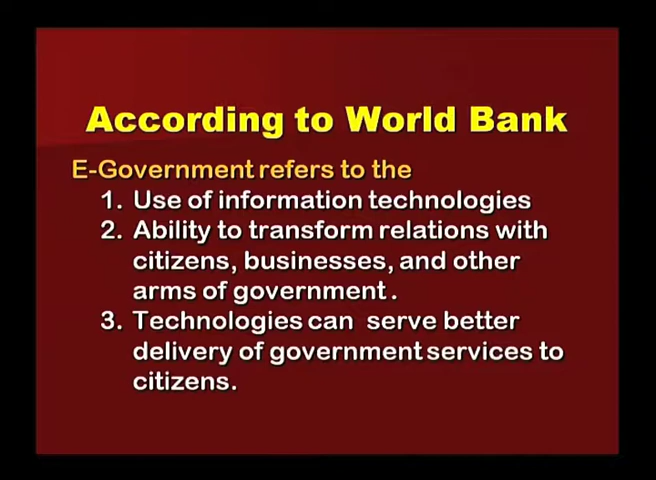 According to World Bank
E-Government refers to the
1. Use of information technologies
2. Ability to transform relations with
citizens, businesses, and other
arms of government.
3. Technologies can serve better
delivery of government services to
citizens.